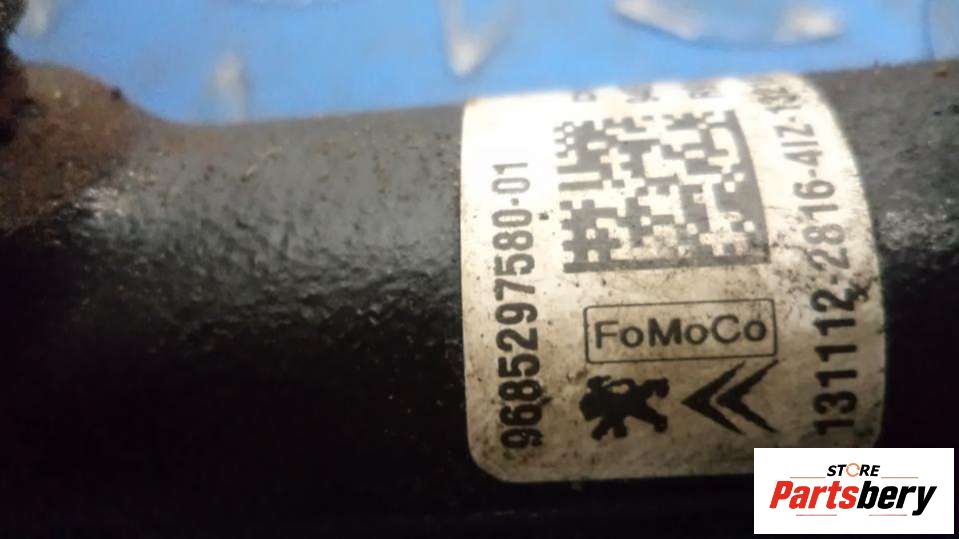 9685297580-01
FoMoCo
131112-2816-4IZ-
STORE
Partsbery